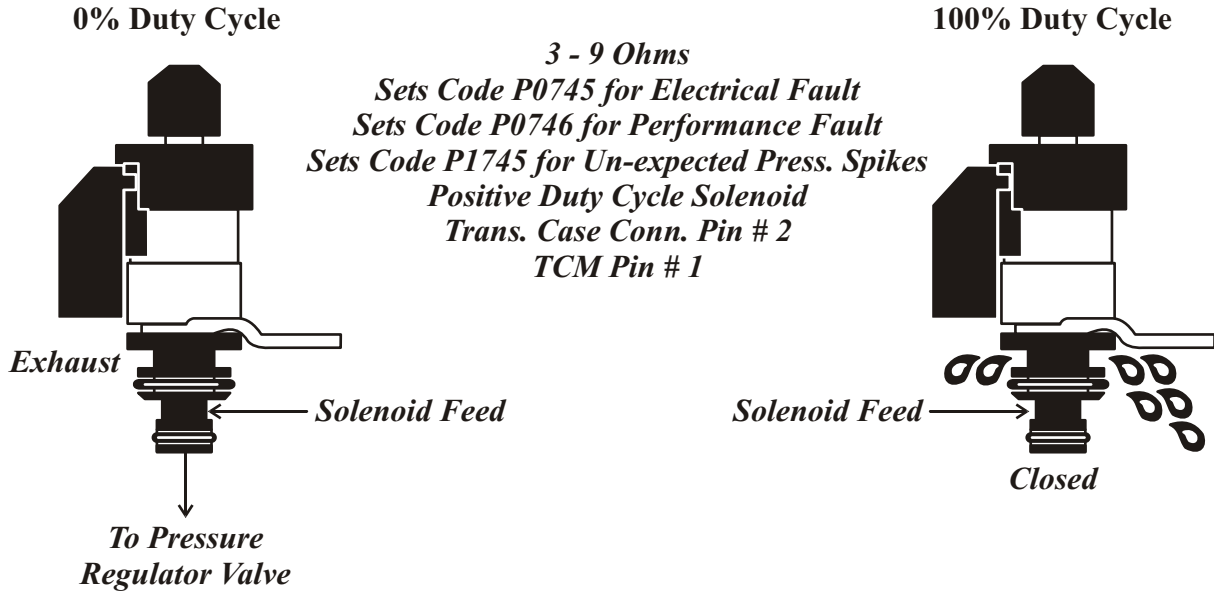 0% Duty Cycle
100% Duty Cycle
3 - 9 Ohms
Sets Code P0745 for Electrical Fault
Sets Code P0746 for Performance Fault
Sets Code P1745 for Un-expected Press. Spikes
Positive Duty Cycle Solenoid
Trans. Case Conn. Pin # 2
TCM Pin # 1
Exhaust
Solenoid Feed
To Pressure
Regulator Valve
Solenoid Feed
Closed